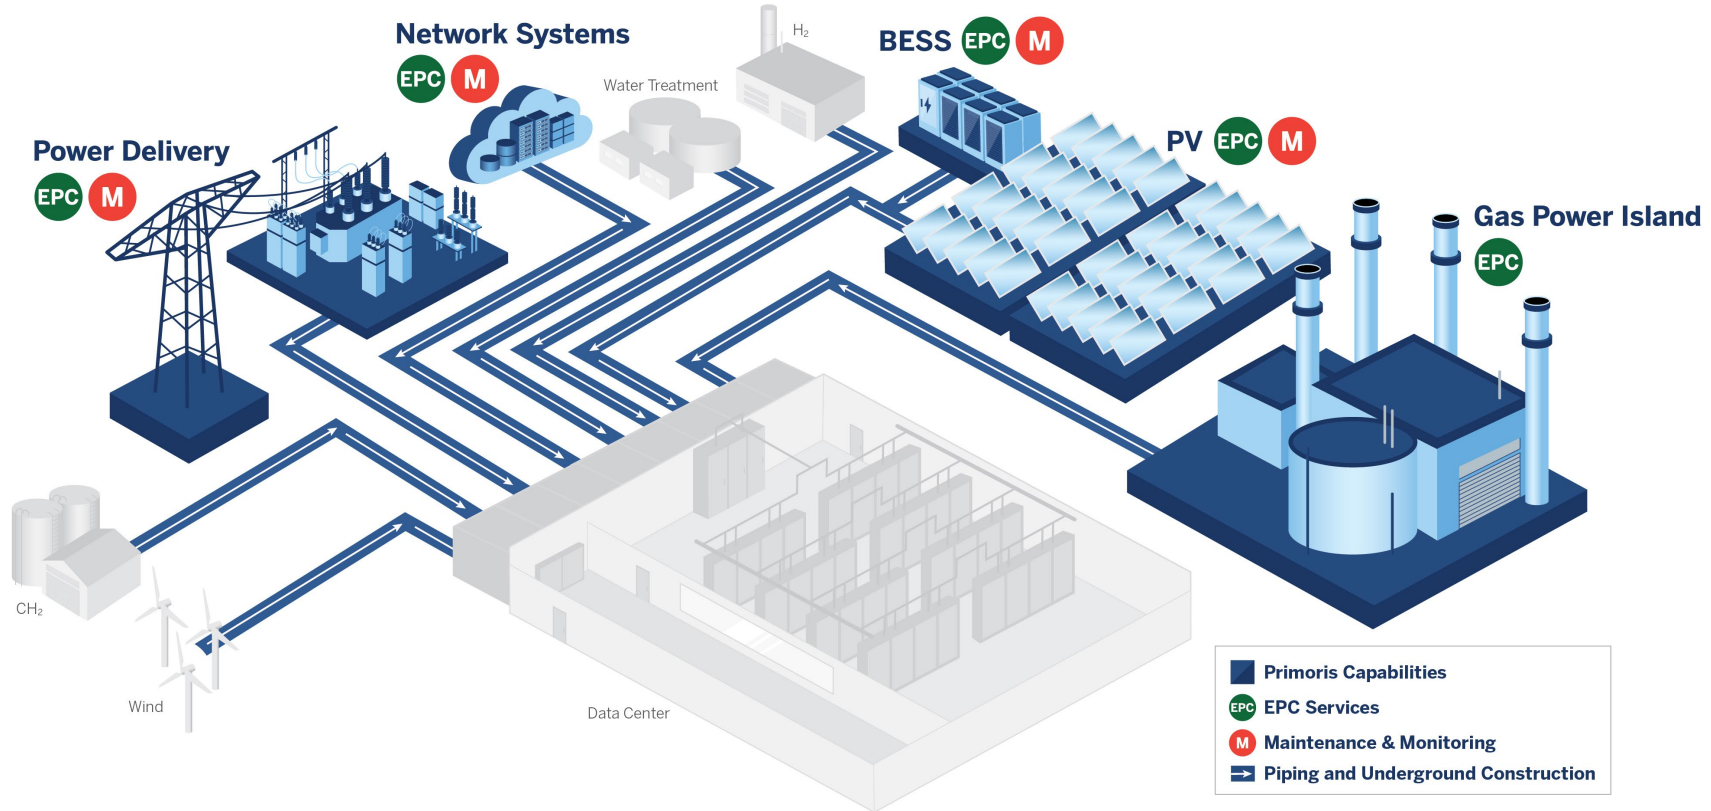 Network Systems
EPC M
H₂
BESS EPC M
Water Treatment
Power Delivery
EPC M
PV EPC M
Gas Power Island
EPC
CH₂
Wind
Data Center
Primoris Capabilities
EPC EPC Services
M Maintenance & Monitoring
Piping and Underground Construction